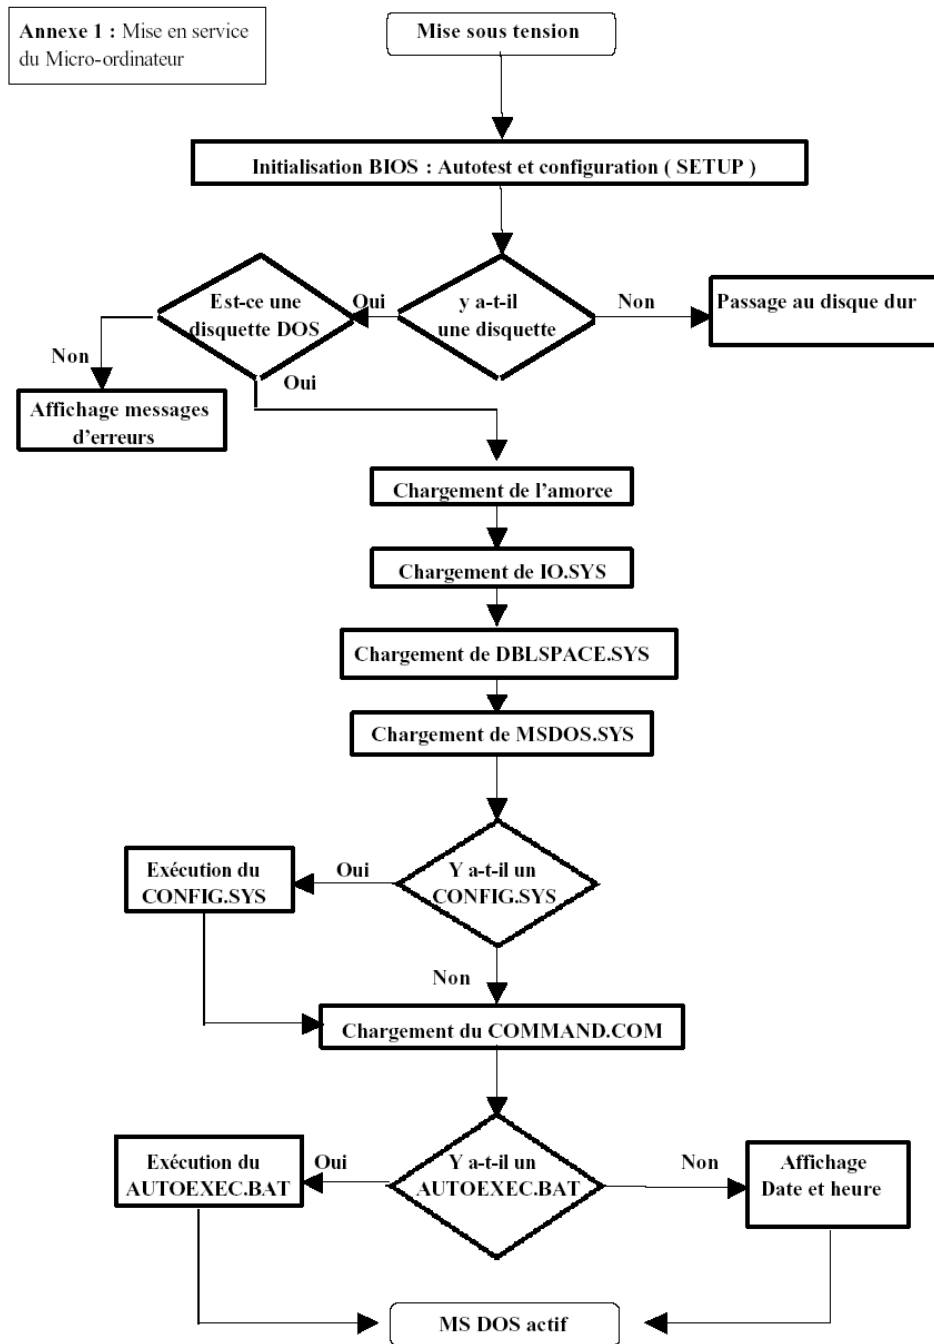 Annexe 1 : Mise en service
du Micro-ordinateur
Mise sous tension
Initialisation BIOS : Autotest et configuration ( SETUP )
Est-ce une
disquette DOS
Oui
y a-t-il
une disquette
Non
Passage au disque dur
Non
Oui
Affichage messages
d’erreurs
Chargement de l’amorce
Chargement de IO.SYS
Chargement de DBLSPACE.SYS
Chargement de MSDOS.SYS
Exécution du
CONFIG.SYS
Oui
Y a-t-il un
CONFIG.SYS
Non
Chargement du COMMAND.COM
Exécution du
AUTOEXEC.BAT
Oui
Y a-t-il un
AUTOEXEC.BAT
Non
Affichage
Date et heure
MS DOS actif